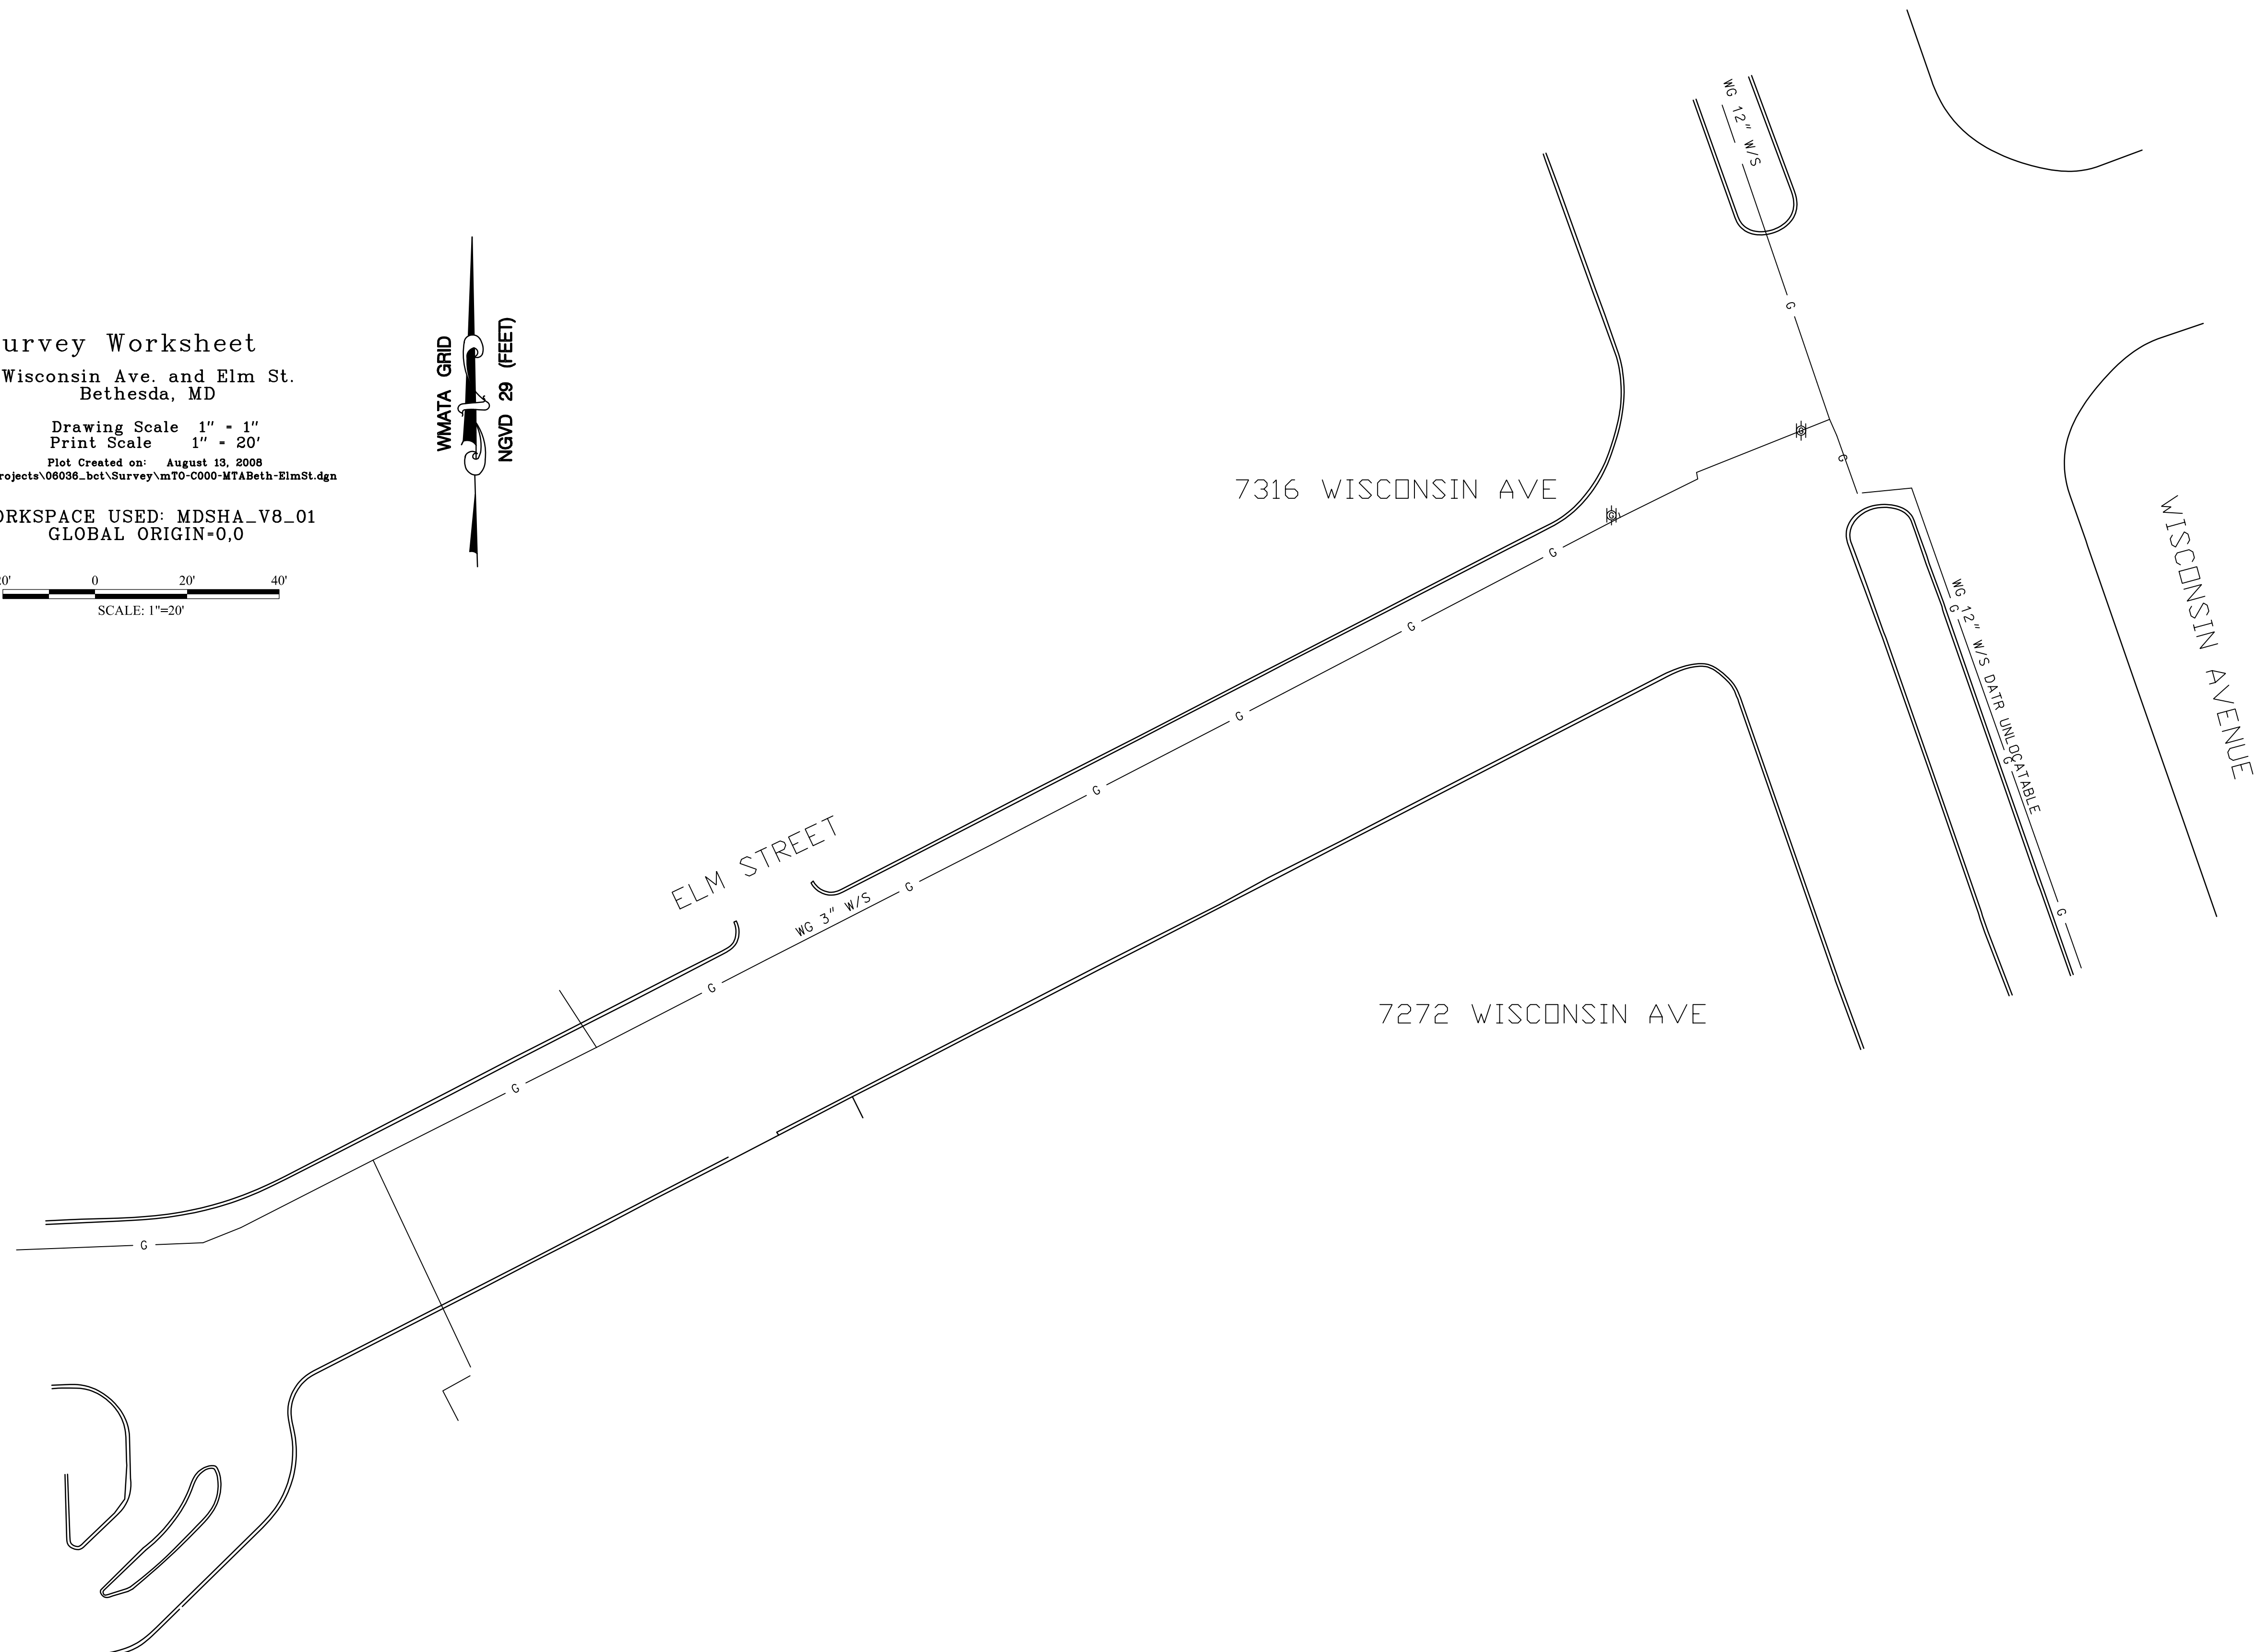 urvey Worksheet
Wisconsin Ave. and Elm St.
Bethesda, MD
Drawing Scale 1" = 1"
Print Scale 1" = 20'
Plot Created on: August 13, 2008
rojects\06036_bct\Survey\mTO-C000-MTABeth-ElmSt.dgn
ORKSPACE USED: MDSHA_V8_01
GLOBAL ORIGIN=0,0
0' 0 20' 40'
SCALE: 1"=20'
WMATA GRID
NGVD 29 (FEET)
WG 12" W/S
G
G
7316 WISCONSIN AVE
G
G
G
G
G
G
G
WISCONSIN AVENUE
WG 12" W/S DATR UNLOCATABLE
G
G
G
ELM STREET
WG 3" W/S
G
G
G
7272 WISCONSIN AVE
G